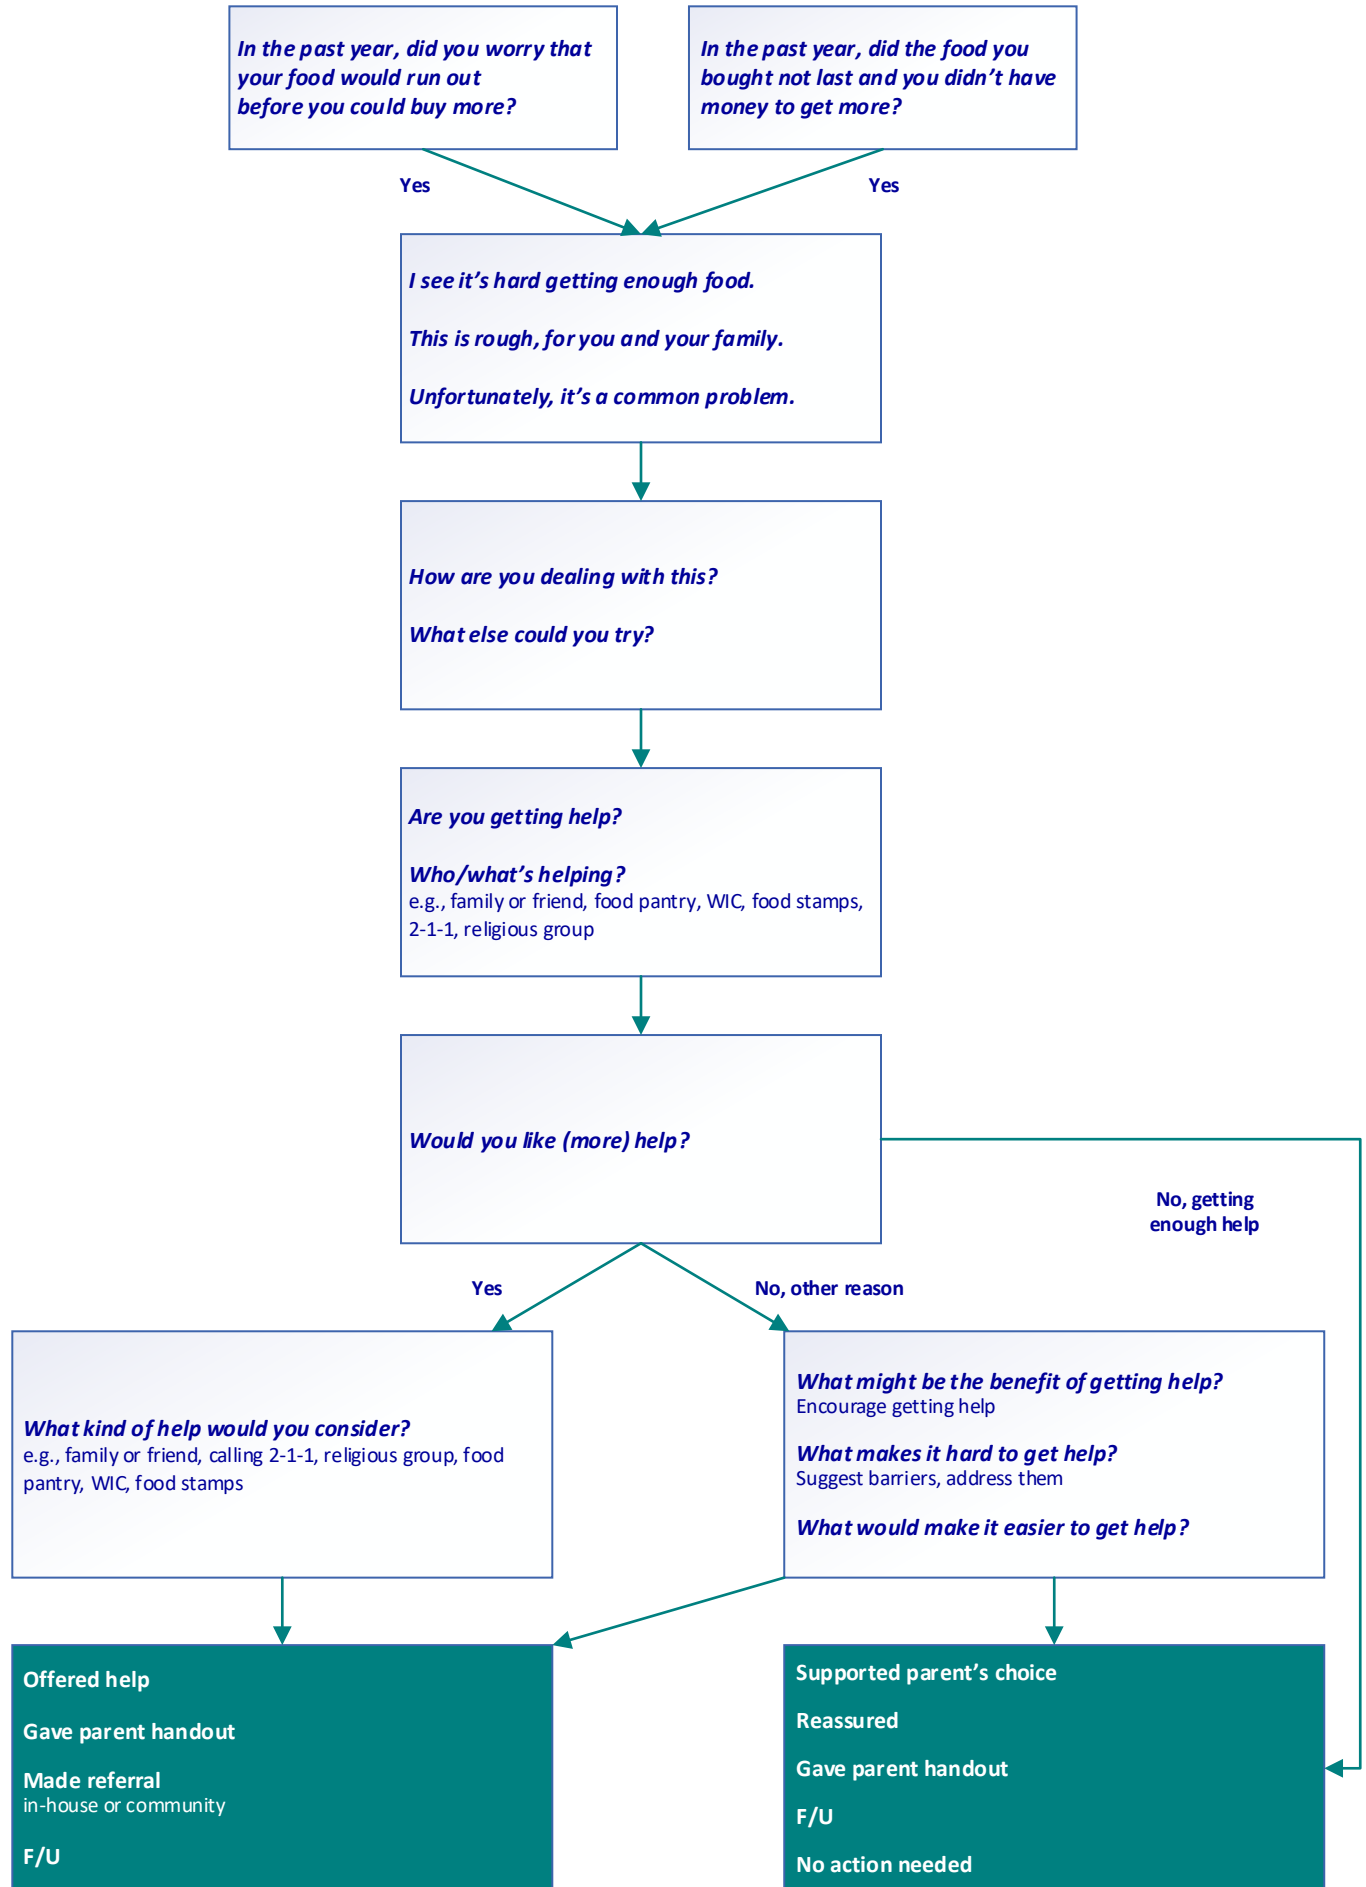 In the past year, did you worry that
your food would run out
before you could buy more?
In the past year, did the food you
bought not last and you didn’t have
money to get more?
Yes
Yes
I see it’s hard getting enough food.
This is rough, for you and your family.
Unfortunately, it’s a common problem.
How are you dealing with this?
What else could you try?
Are you getting help?
Who/what’s helping?
e.g., family or friend, food pantry, WIC, food stamps,
2-1-1, religious group
Would you like (more) help?
No, getting
enough help
Yes
No, other reason
What kind of help would you consider?
e.g., family or friend, calling 2-1-1, religious group, food
pantry, WIC, food stamps
What might be the benefit of getting help?
Encourage getting help
What makes it hard to get help?
Suggest barriers, address them
What would make it easier to get help?
Offered help
Gave parent handout
Made referral
in-house or community
F/U
Supported parent’s choice
Reassured
Gave parent handout
F/U
No action needed